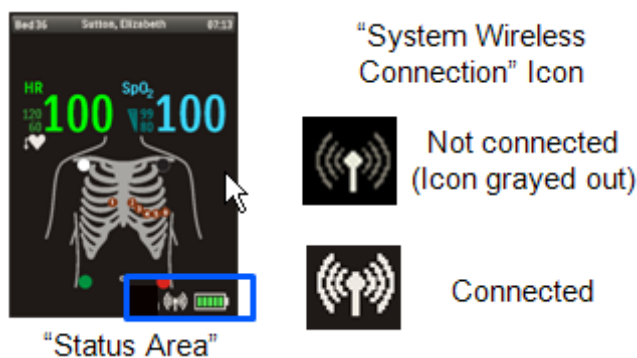 Bed 36 Sutton, Elizabeth 07:13
HR SpO2
120 60 100 99 80 100
"Status Area"
"System Wireless
Connection" Icon
Not connected
(Icon grayed out)
Connected